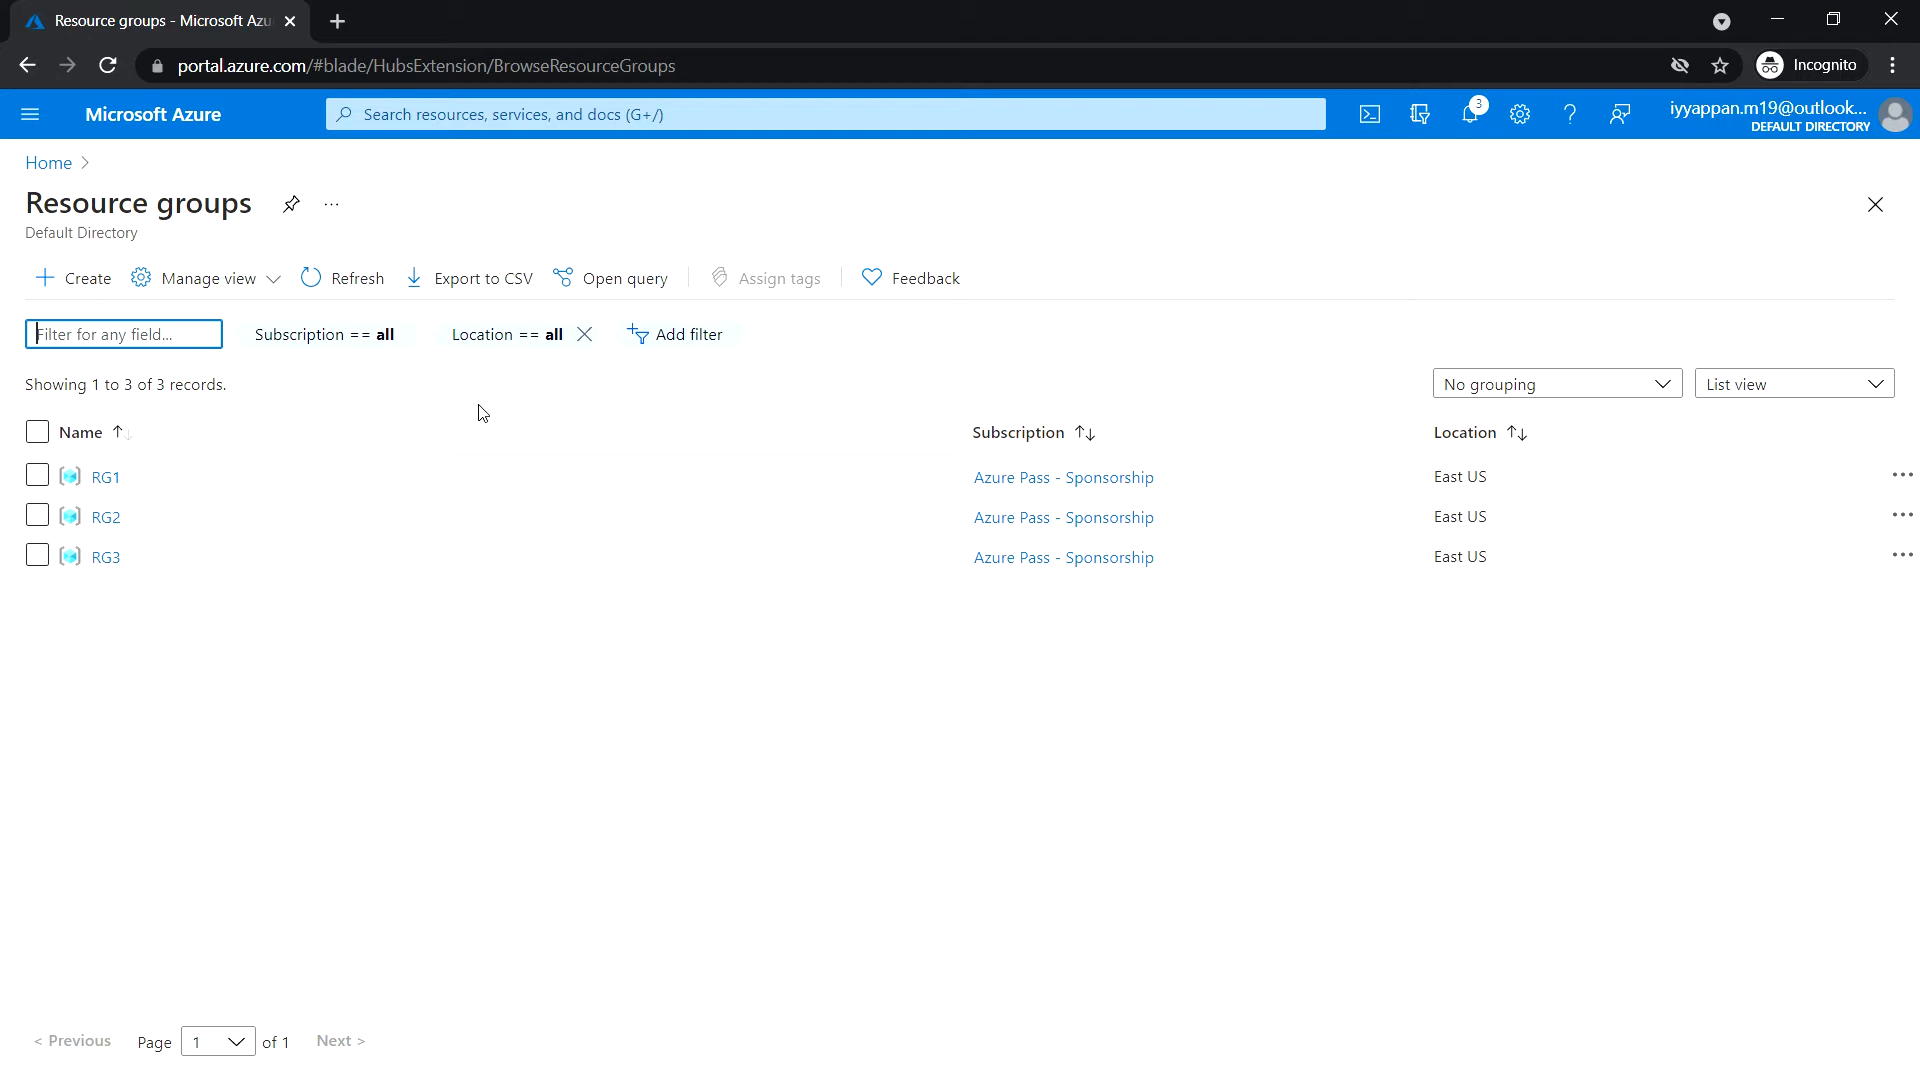 Resource groups - Microsoft Azu
portal.azure.com/#blade/HubsExtension/BrowseResourceGroups
Incognito
Microsoft Azure
Search resources, services, and docs (G+/)
3
iyyappan.m19@outlook...
DEFAULT DIRECTORY
Home >
Resource groups
...
Default Directory
Create
Manage view
Refresh
Export to CSV
Open query
Assign tags
Feedback
Filter for any field...
Subscription == all
Location == all
Add filter
Showing 1 to 3 of 3 records.
No grouping
List view
Name
Subscription
Location
RG1
Azure Pass - Sponsorship
East US
RG2
Azure Pass - Sponsorship
East US
RG3
Azure Pass - Sponsorship
East US
< Previous
Page 1 of 1
Next >